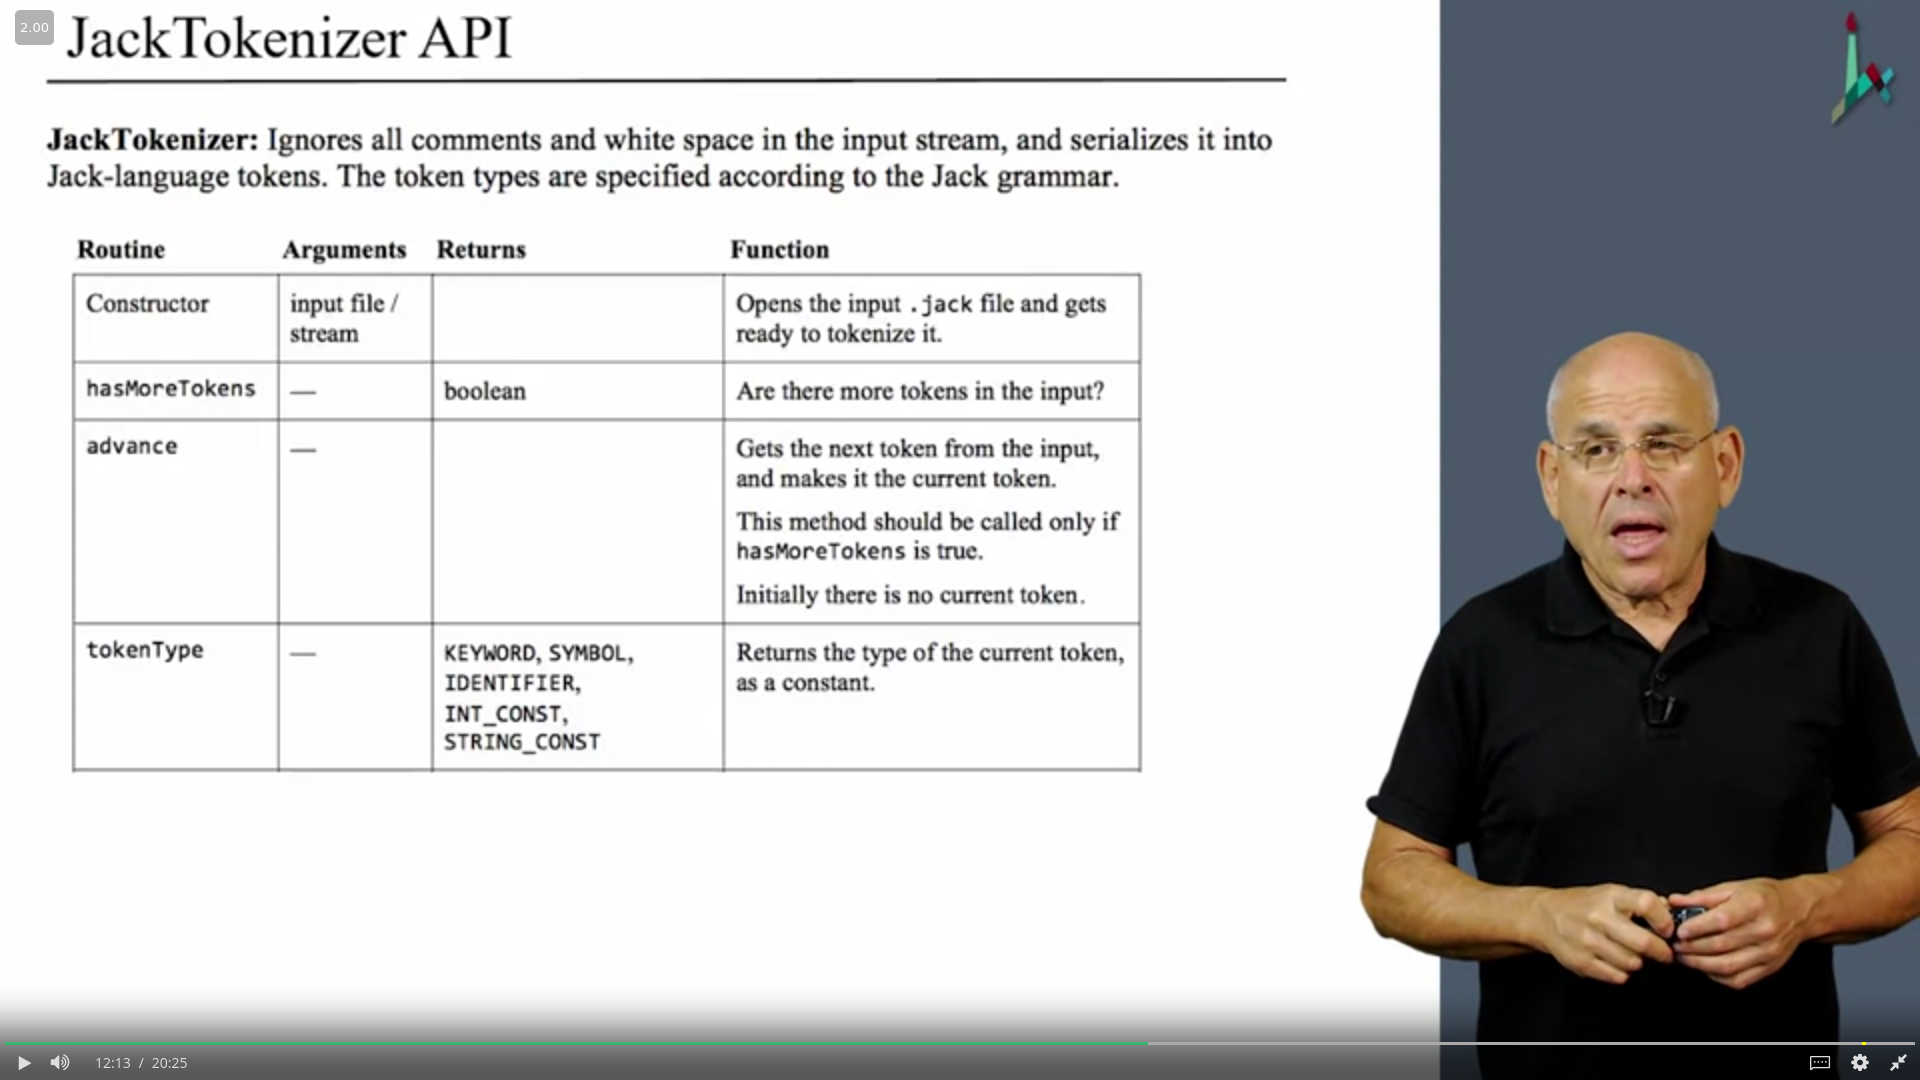 2.00
JackTokenizer API
JackTokenizer: Ignores all comments and white space in the input stream, and serializes it into
Jack-language tokens. The token types are specified according to the Jack grammar.
Routine Arguments Returns Function
Constructor
input file /
stream
Opens the input .jack file and gets
ready to tokenize it.
hasMoreTokens — boolean Are there more tokens in the input?
advance —
Gets the next token from the input,
and makes it the current token.
This method should be called only if
hasMoreTokens is true.
Initially there is no current token.
tokenType —
KEYWORD, SYMBOL,
IDENTIFIER,
INT_CONST,
STRING_CONST
Returns the type of the current token,
as a constant.
12:13 / 20:25